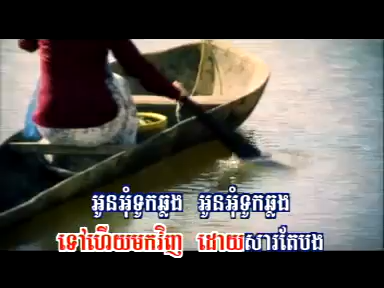 អូនអុំទូកឆ្លង អូនអុំទូកឆ្លង
ទៅហើយមកវិញ ដោយសារតែបង